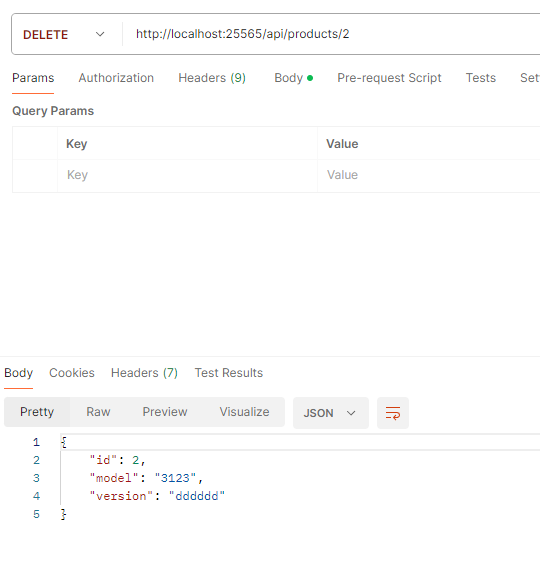 DELETE http://localhost:25565/api/products/2
Params Authorization Headers (9) Body Pre-request Script Tests Set
Query Params
Key Value
Key Value
Body Cookies Headers (7) Test Results
Pretty Raw Preview Visualize JSON
1 {
2 "id": 2,
3 "model": "3123",
4 "version": "dddddd"
5 }